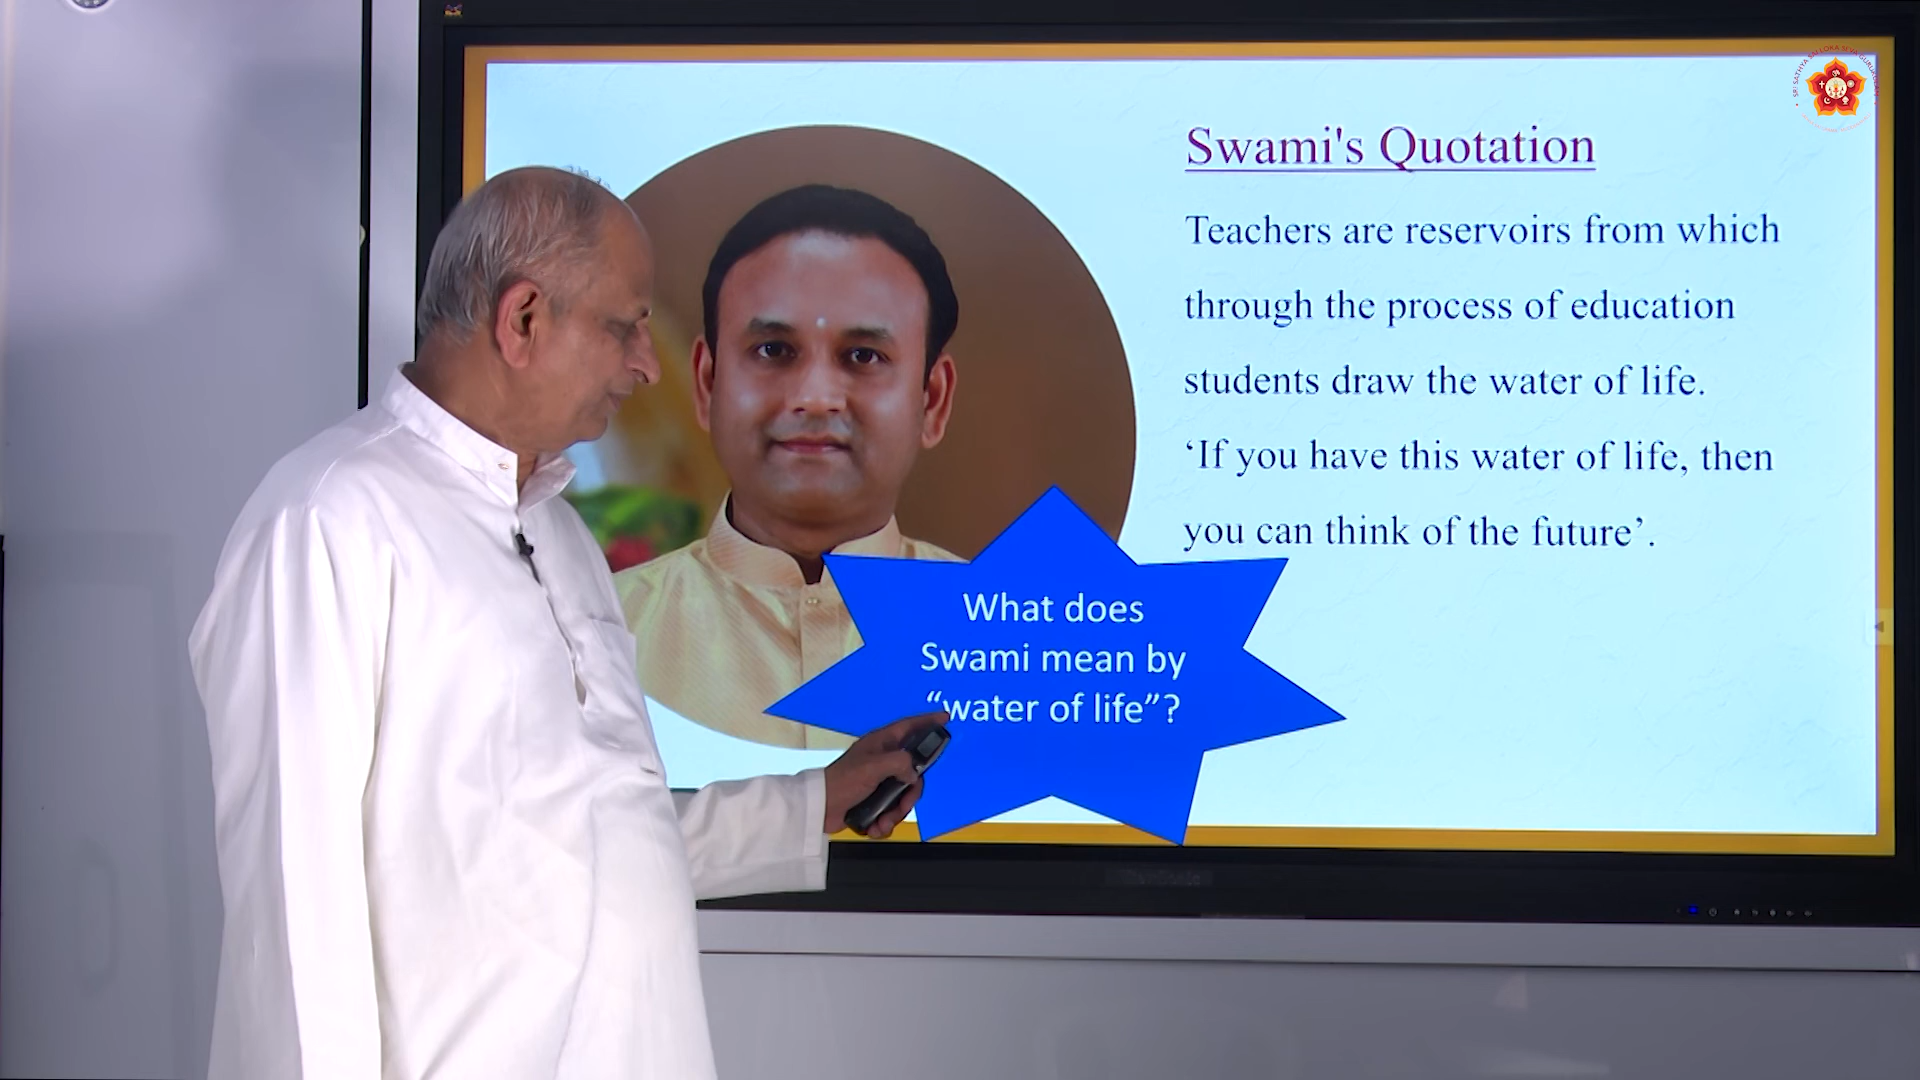 Swami's Quotation
Teachers are reservoirs from which
through the process of education
students draw the water of life.
‘If you have this water of life, then
you can think of the future’.
What does
Swami mean by
“water of life”?